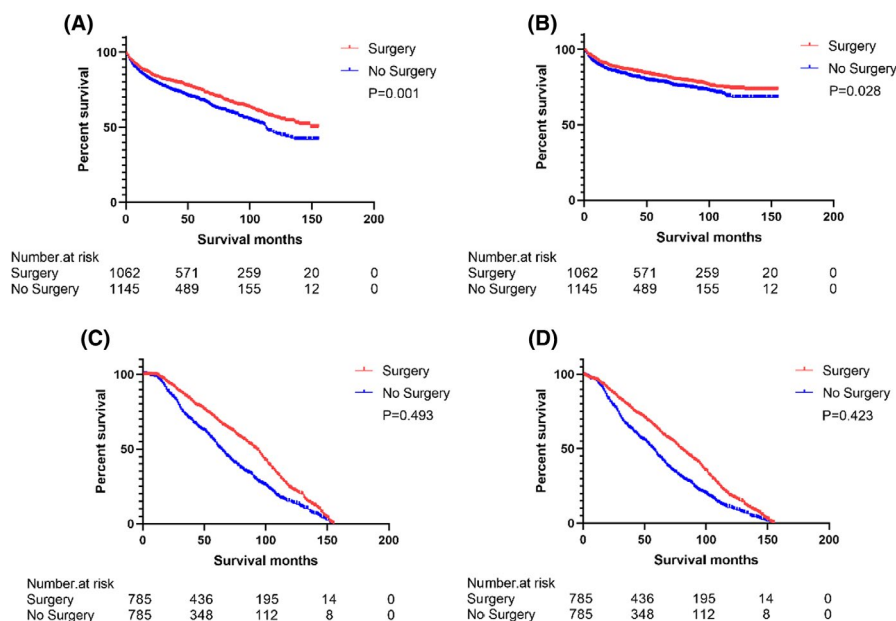 (A)
Surgery
No Surgery
P=0.001
Percent survival
100
50
0
0 50 100 150 200
Survival months
Number.at risk
Surgery 1062 571 259 20 0
No Surgery 1145 489 155 12 0
(B)
Surgery
No Surgery
P=0.028
Percent survival
100
50
0
0 50 100 150 200
Survival months
Number.at risk
Surgery 1062 571 259 20 0
No Surgery 1145 489 155 12 0
(C)
Surgery
No Surgery
P=0.493
Percent survival
100
50
0
0 50 100 150 200
Survival months
Number.at risk
Surgery 785 436 195 14 0
No Surgery 785 348 112 8 0
(D)
Surgery
No Surgery
P=0.423
Percent survival
100
50
0
0 50 100 150 200
Survival months
Number.at risk
Surgery 785 436 195 14 0
No Surgery 785 348 112 8 0